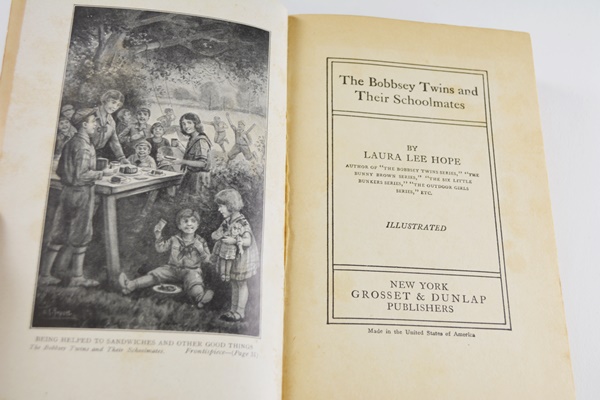 BEING HELPED TO SANDWICHES AND OTHER GOOD THINGS
The Bobbsey Twins and Their Schoolmates. Frontispiece—(Page
The Bobbsey Twins and
Their Schoolmates
BY
LAURA LEE HOPE
AUTHOR OF "THE BOBBSEY TWINS SERIES," "THE
BUNNY BROWN SERIES," "THE SIX LITTLE
BUNKERS SERIES," "THE OUTDOOR GIRLS
SERIES," ETC.
ILLUSTRATED
NEW YORK
GROSSET & DUNLAP
PUBLISHERS
Made in the United States of America